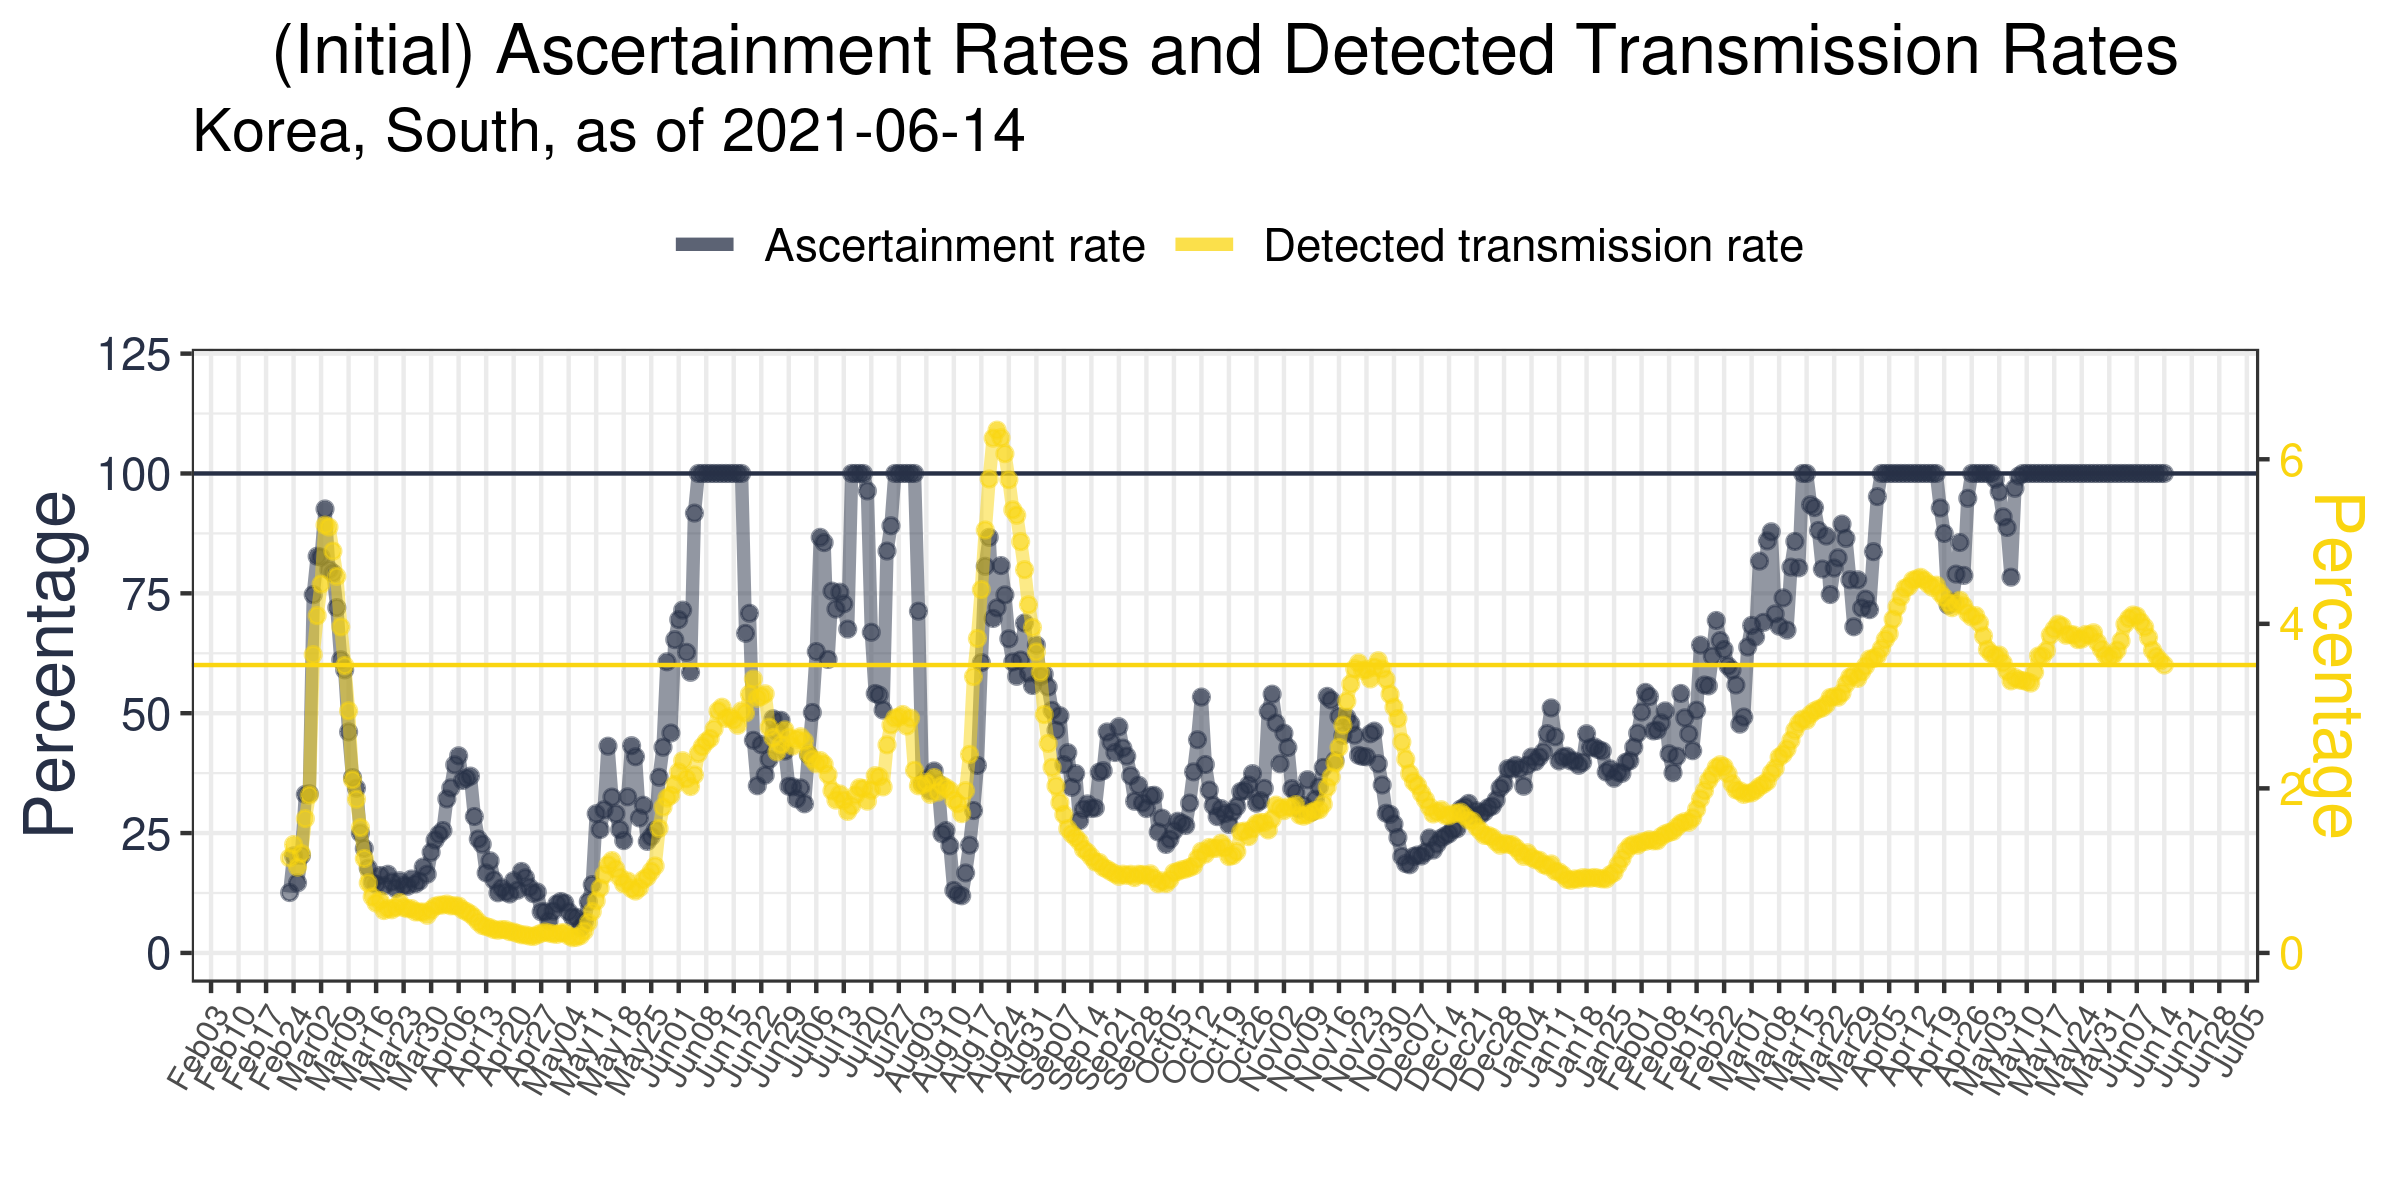 (Initial) Ascertainment Rates and Detected Transmission Rates
Korea, South, as of 2021-06-14
Ascertainment rate
Detected transmission rate
Percentage
125
100
75
50
25
0
6
4
2
0
Percentage
Feb03
Feb10
Feb17
Feb24
Mar02
Mar09
Mar16
Mar23
Mar30
Apr06
Apr13
Apr20
Apr27
May04
May11
May18
May25
Jun01
Jun08
Jun15
Jun22
Jun29
Jul06
Jul13
Jul20
Jul27
Aug03
Aug10
Aug17
Aug24
Aug31
Sep07
Sep14
Sep21
Sep28
Oct05
Oct12
Oct19
Oct26
Nov02
Nov09
Nov16
Nov23
Nov30
Dec07
Dec14
Dec21
Dec28
Jan04
Jan11
Jan18
Jan25
Feb01
Feb08
Feb15
Feb22
Mar01
Mar08
Mar15
Mar22
Mar29
Apr05
Apr12
Apr19
Apr26
May03
May10
May17
May24
May31
Jun07
Jun14
Jun21
Jun28
Jul05